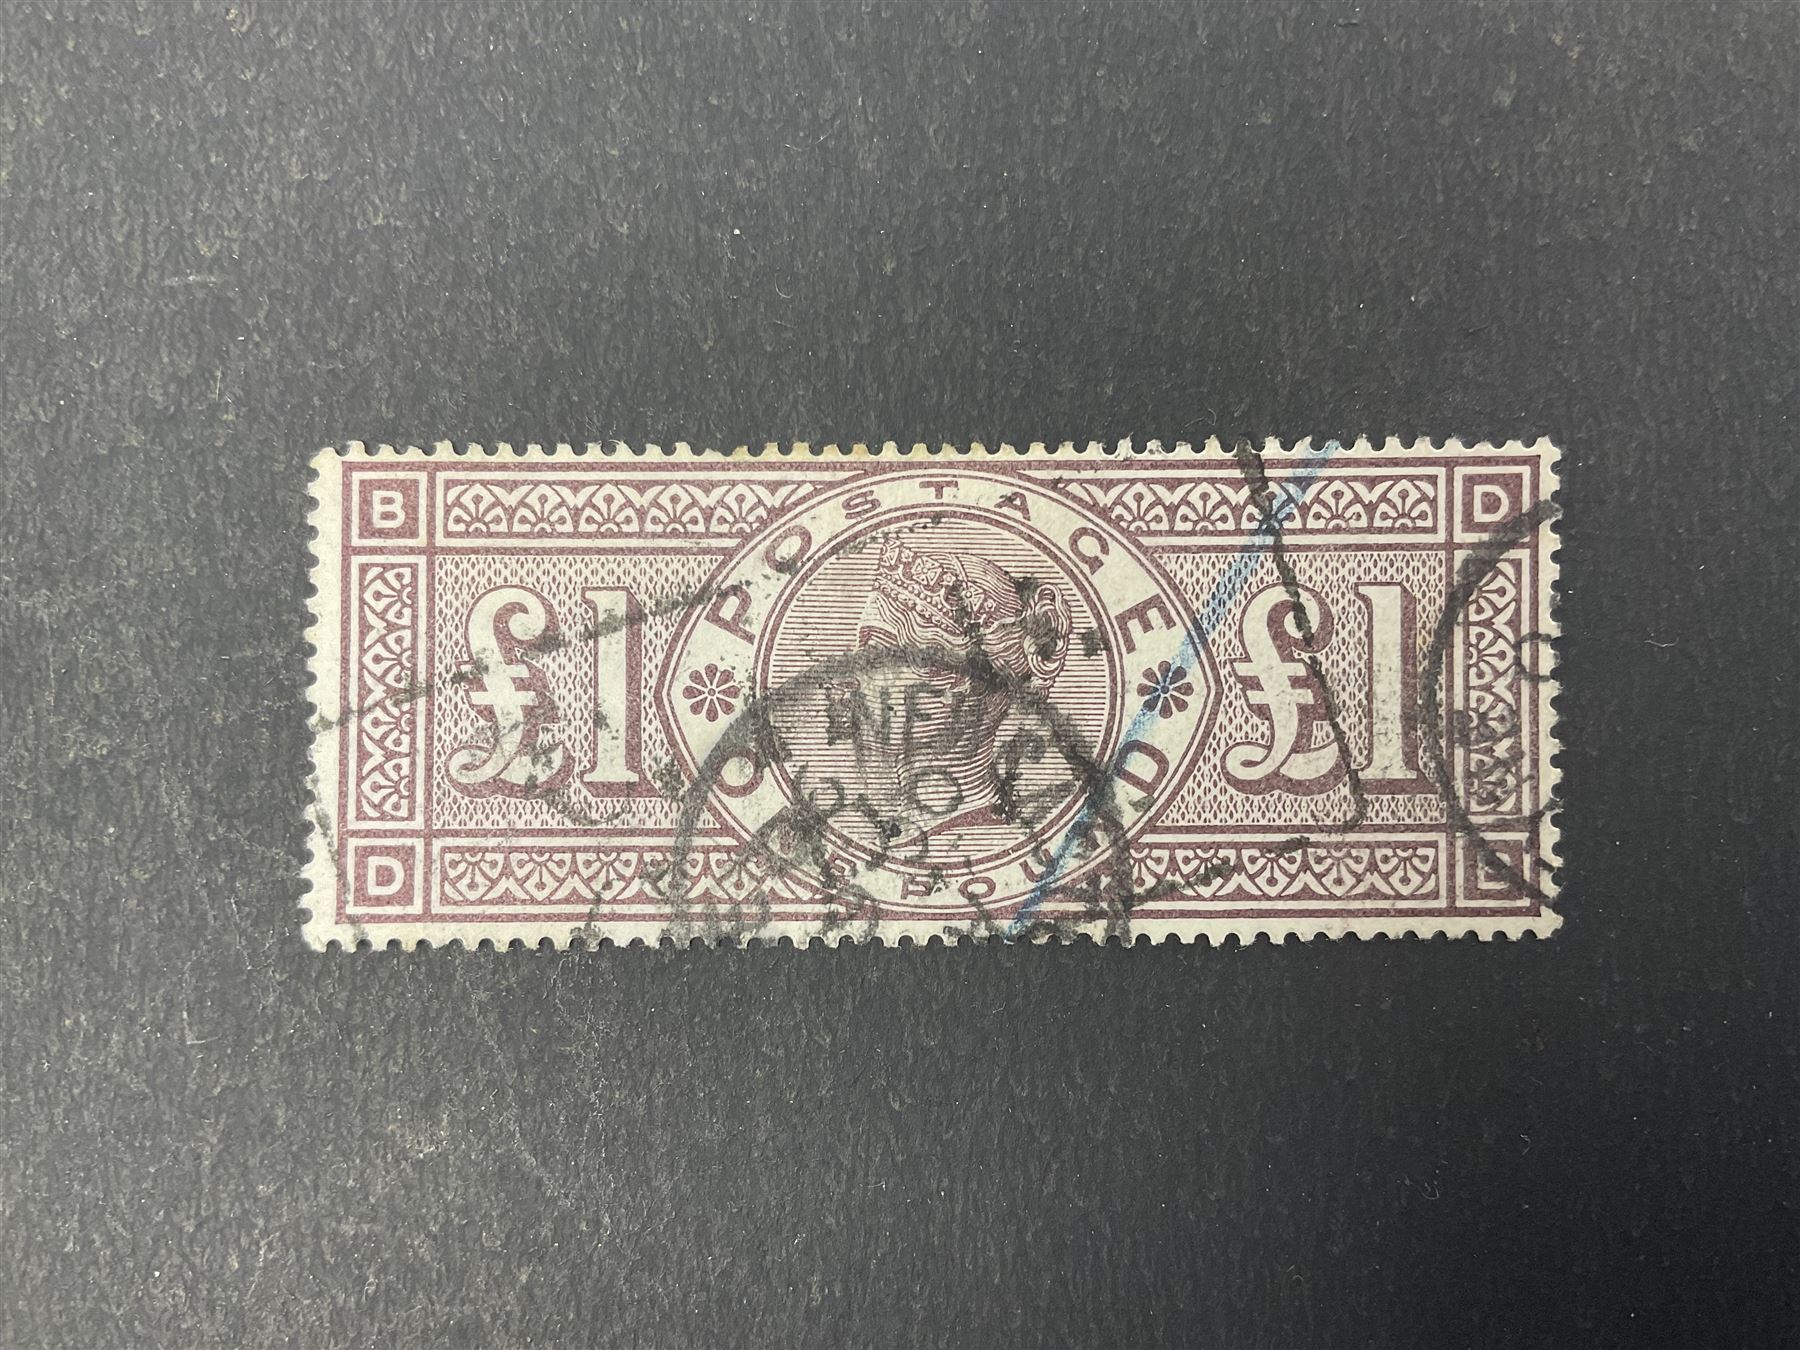 B D
POSTAGE
£1 £1
ONE POUND
D B